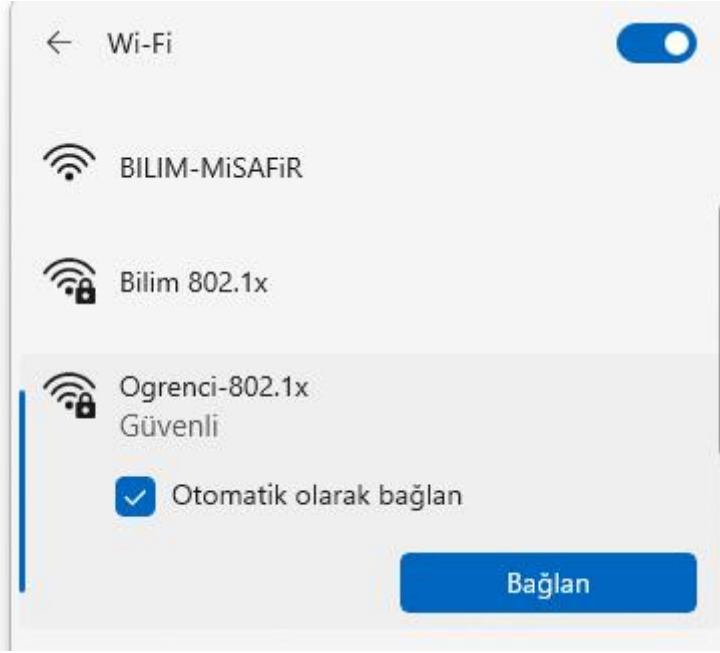 Wi-Fi
BILIM-MiSAFiR
Bilim 802.1x
Ogrenci-802.1x
Güvenli
Otomatik olarak bağlan
Bağlan